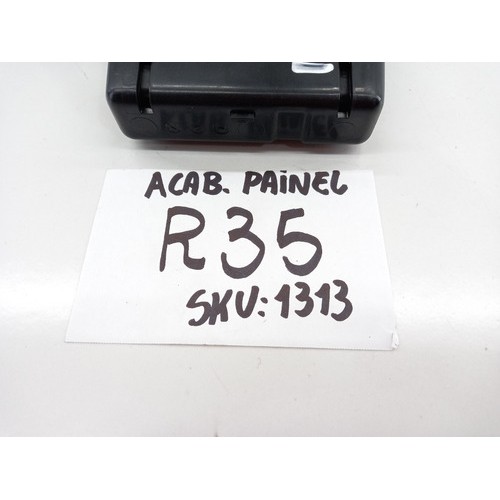 ACAB. PAINEL
R35
SKU: 1313